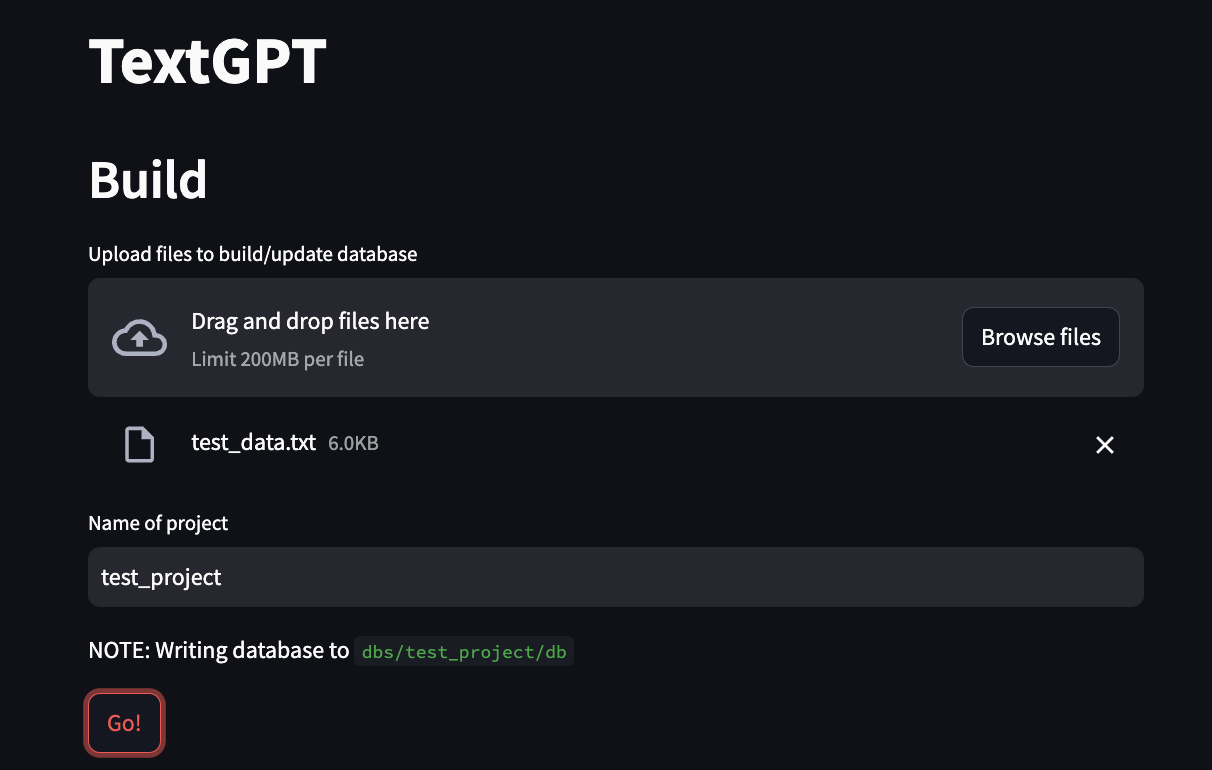 TextGPT
Build
Upload files to build/update database
Drag and drop files here
Limit 200MB per file
Browse files
test_data.txt 6.0KB
Name of project
test_project
NOTE: Writing database to dbs/test_project/db
Go!